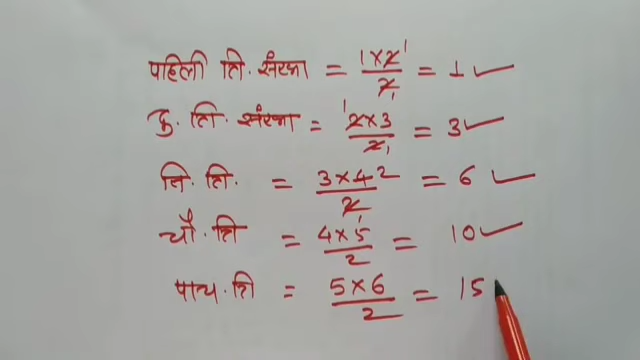 पहिली त्रि. संख्या = 1×2/2 = 1 ✓
दु. त्रि. संख्या = 2×3/2 = 3 ✓
ति. त्रि. = 3×4/2 = 6 ✓
चौ. त्रि = 4×5/2 = 10 ✓
पाच. त्रि = 5×6/2 = 15